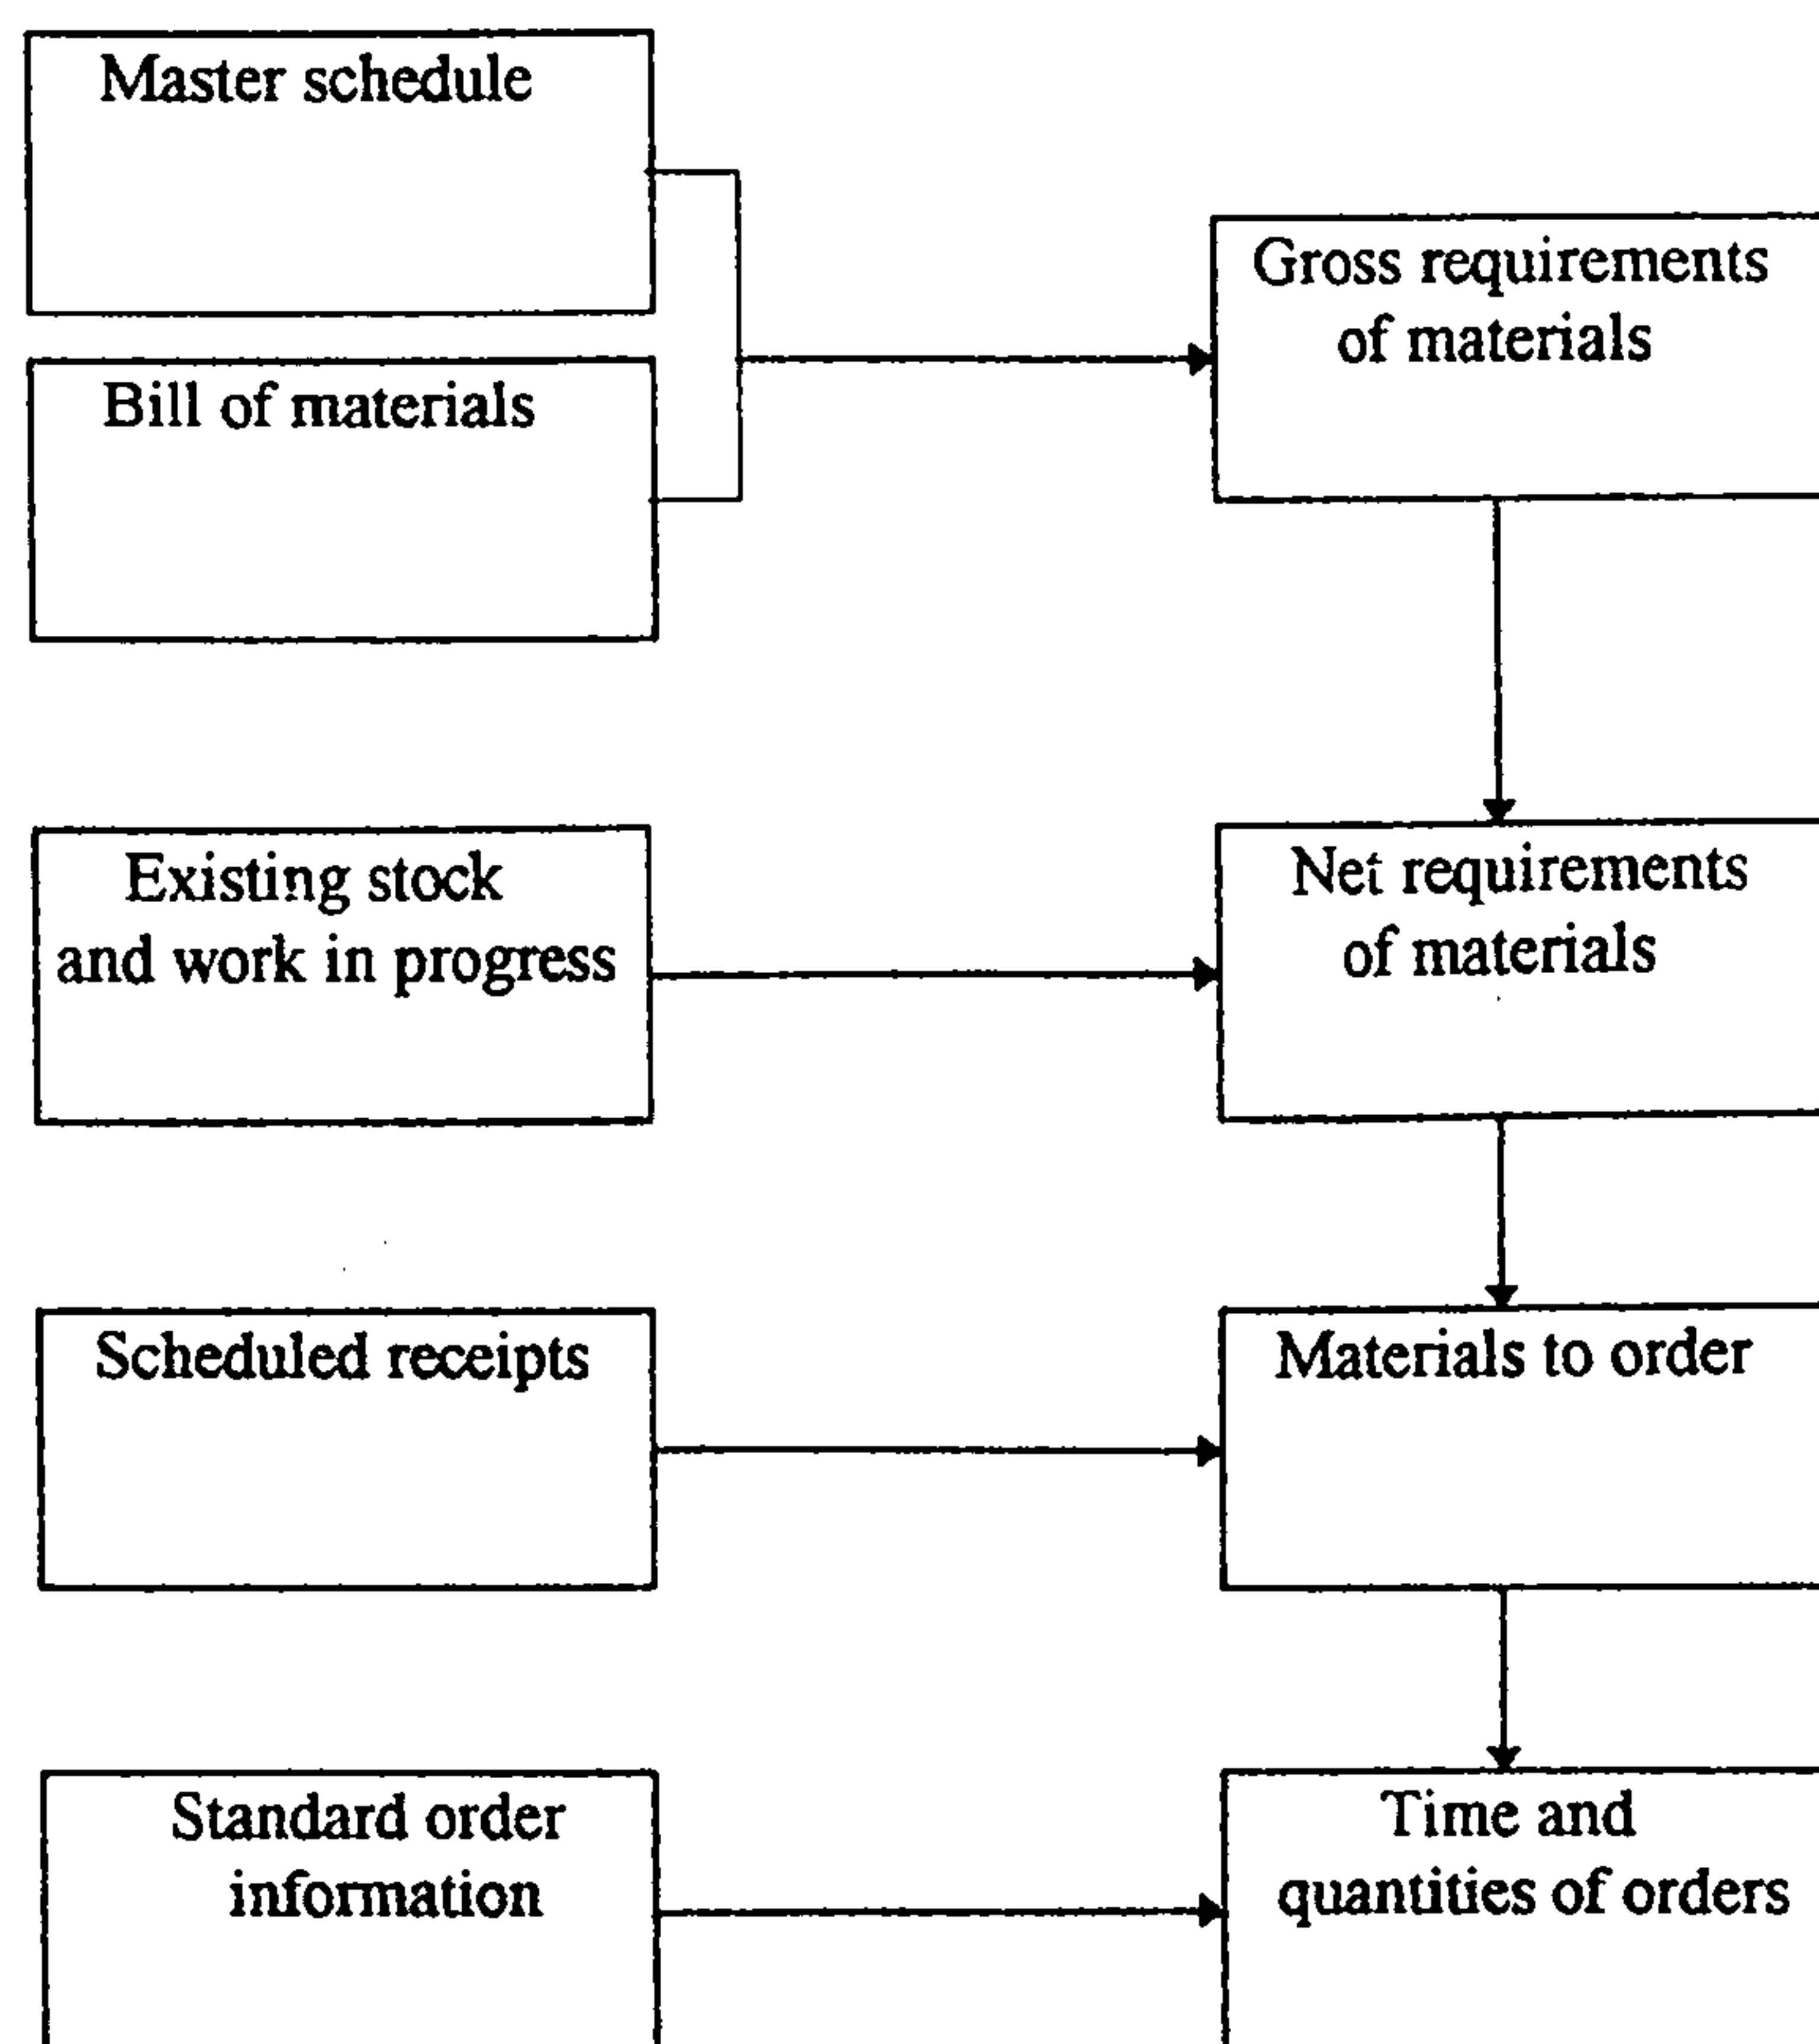 Master schedule
Bill of materials
Gross requirements
of materials
Existing stock
and work in progress
Net requirements
of materials
Scheduled receipts
Materials to order
Standard order
information
Time and
quantities of orders